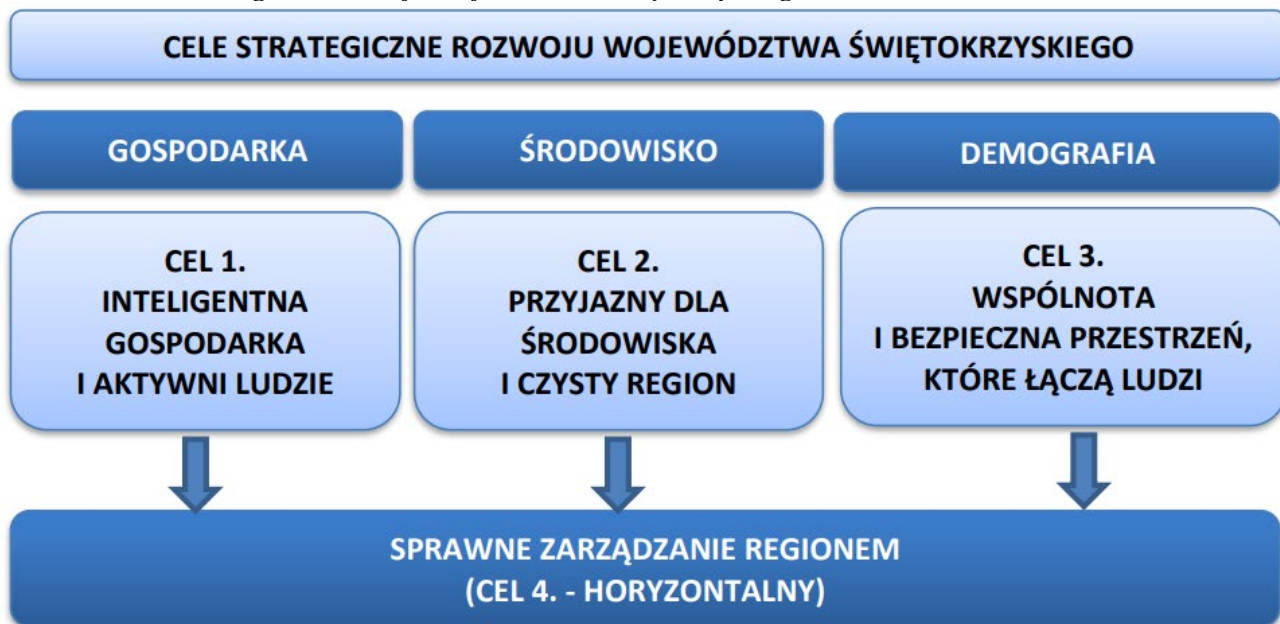 CELE STRATEGICZNE ROZWOJU WOJEWÓDZTWA ŚWIĘTOKRZYSKIEGO
GOSPODARKA
ŚRODOWISKO
DEMOGRAFIA
CEL 1.
INTELIGENTNA
GOSPODARKA
I AKTYWNI LUDZIE
CEL 2.
PRZYJAZNY DLA
ŚRODOWISKA
I CZYSTY REGION
CEL 3.
WSPÓLNOTA
I BEZPIECZNA PRZESTRZEŃ,
KTÓRE ŁĄCZĄ LUDZI
SPRAWNE ZARZĄDZANIE REGIONEM
(CEL 4. - HORYZONTALNY)